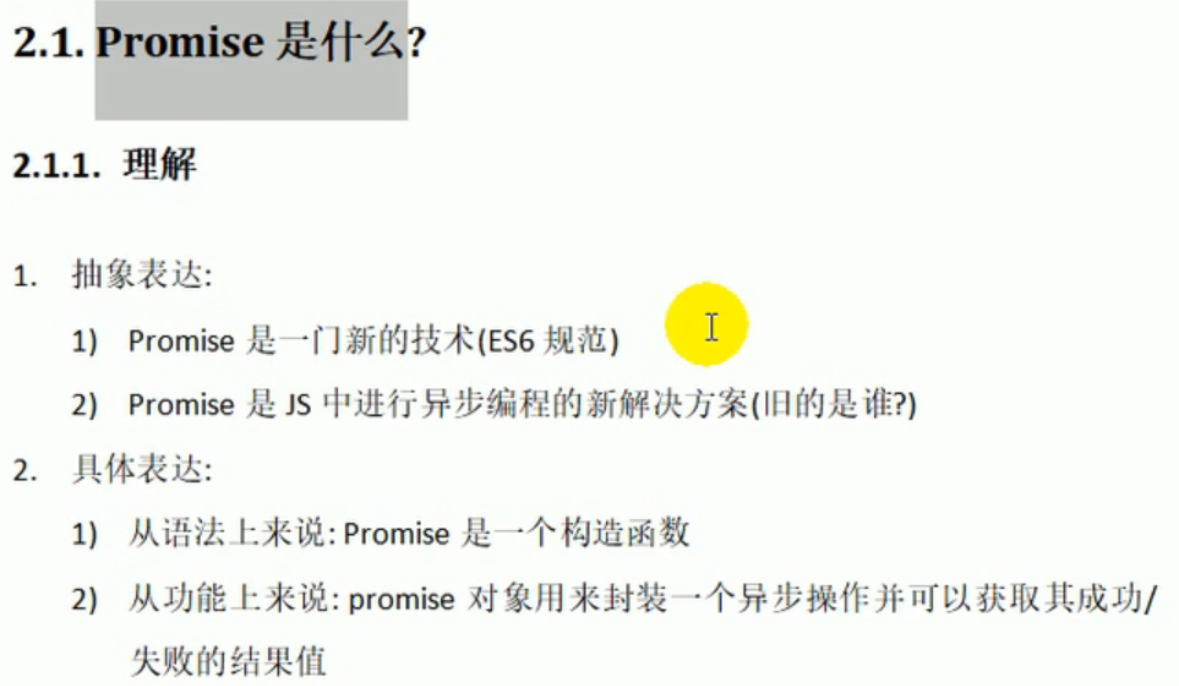 2.1. Promise 是什么?
2.1.1. 理解
1. 抽象表达:
1) Promise 是一门新的技术(ES6 规范)
2) Promise 是 JS 中进行异步编程的新解决方案(旧的是谁?)
2. 具体表达:
1) 从语法上来说: Promise 是一个构造函数
2) 从功能上来说: promise 对象用来封装一个异步操作并可以获取其成功/
失败的结果值